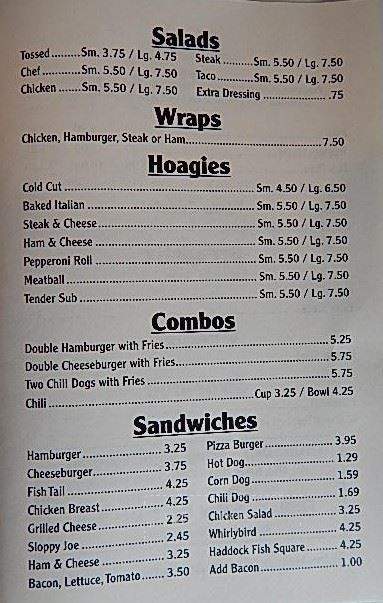 Salads
Tossed..........Sm. 3.75 / Lg. 4.75
Chef.............Sm. 5.50 / Lg. 7.50
Chicken.......Sm. 5.50 / Lg. 7.50
Steak..........Sm. 5.50 / Lg. 7.50
Taco............Sm. 5.50 / Lg. 7.50
Extra Dressing......................75
Wraps
Chicken, Hamburger, Steak or Ham..................................7.50
Hoagies
Cold Cut..............................Sm. 4.50 / Lg. 6.50
Baked Italian..............................Sm. 5.50 / Lg. 7.50
Steak & Cheese..............................Sm. 5.50 / Lg. 7.50
Ham & Cheese..............................Sm. 5.50 / Lg. 7.50
Pepperoni Roll..............................Sm. 5.50 / Lg. 7.50
Meatball..............................Sm. 5.50 / Lg. 7.50
Tender Sub..............................Sm. 5.50 / Lg. 7.50
Combos
Double Hamburger with Fries..............................5.25
Double Cheeseburger with Fries..............................5.75
Two Chili Dogs with Fries..............................5.75
Chili..............................Cup 3.25 / Bowl 4.25
Sandwiches
Hamburger....................3.25
Cheeseburger....................3.75
Fish Tail....................4.25
Chicken Breast....................4.25
Grilled Cheese....................2.25
Sloppy Joe....................2.45
Ham & Cheese....................3.25
Bacon, Lettuce, Tomato.......3.50
Pizza Burger....................3.95
Hot Dog....................1.29
Corn Dog....................1.59
Chili Dog....................1.69
Chicken Salad....................3.25
Whirlybird....................4.25
Haddock Fish Square........4.25
Add Bacon....................1.00